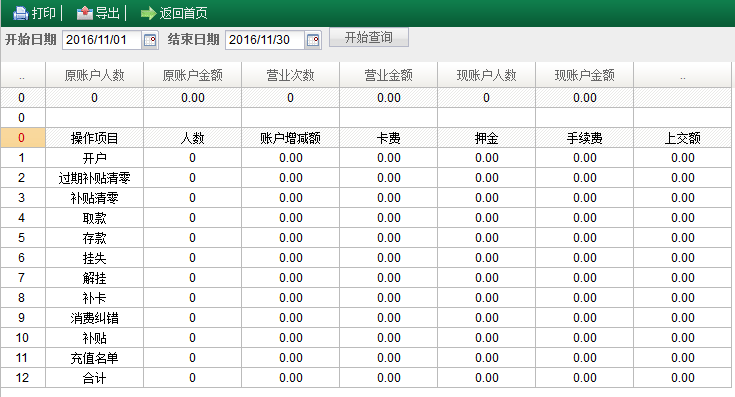 打印 导出 返回首页
开始日期 2016/11/01 结束日期 2016/11/30 开始查询
.. 原账户人数 原账户金额 营业次数 营业金额 现账户人数 现账户金额 ..
0 0 0.00 0 0.00 0 0.00
0
0 操作项目 人数 账户增减额 卡费 押金 手续费 上交额
1 开户 0 0.00 0.00 0.00 0.00 0.00
2 过期补贴清零 0 0.00 0.00 0.00 0.00 0.00
3 补贴清零 0 0.00 0.00 0.00 0.00 0.00
4 取款 0 0.00 0.00 0.00 0.00 0.00
5 存款 0 0.00 0.00 0.00 0.00 0.00
6 挂失 0 0.00 0.00 0.00 0.00 0.00
7 解挂 0 0.00 0.00 0.00 0.00 0.00
8 补卡 0 0.00 0.00 0.00 0.00 0.00
9 消费纠错 0 0.00 0.00 0.00 0.00 0.00
10 补贴 0 0.00 0.00 0.00 0.00 0.00
11 充值名单 0 0.00 0.00 0.00 0.00 0.00
12 合计 0 0.00 0.00 0.00 0.00 0.00